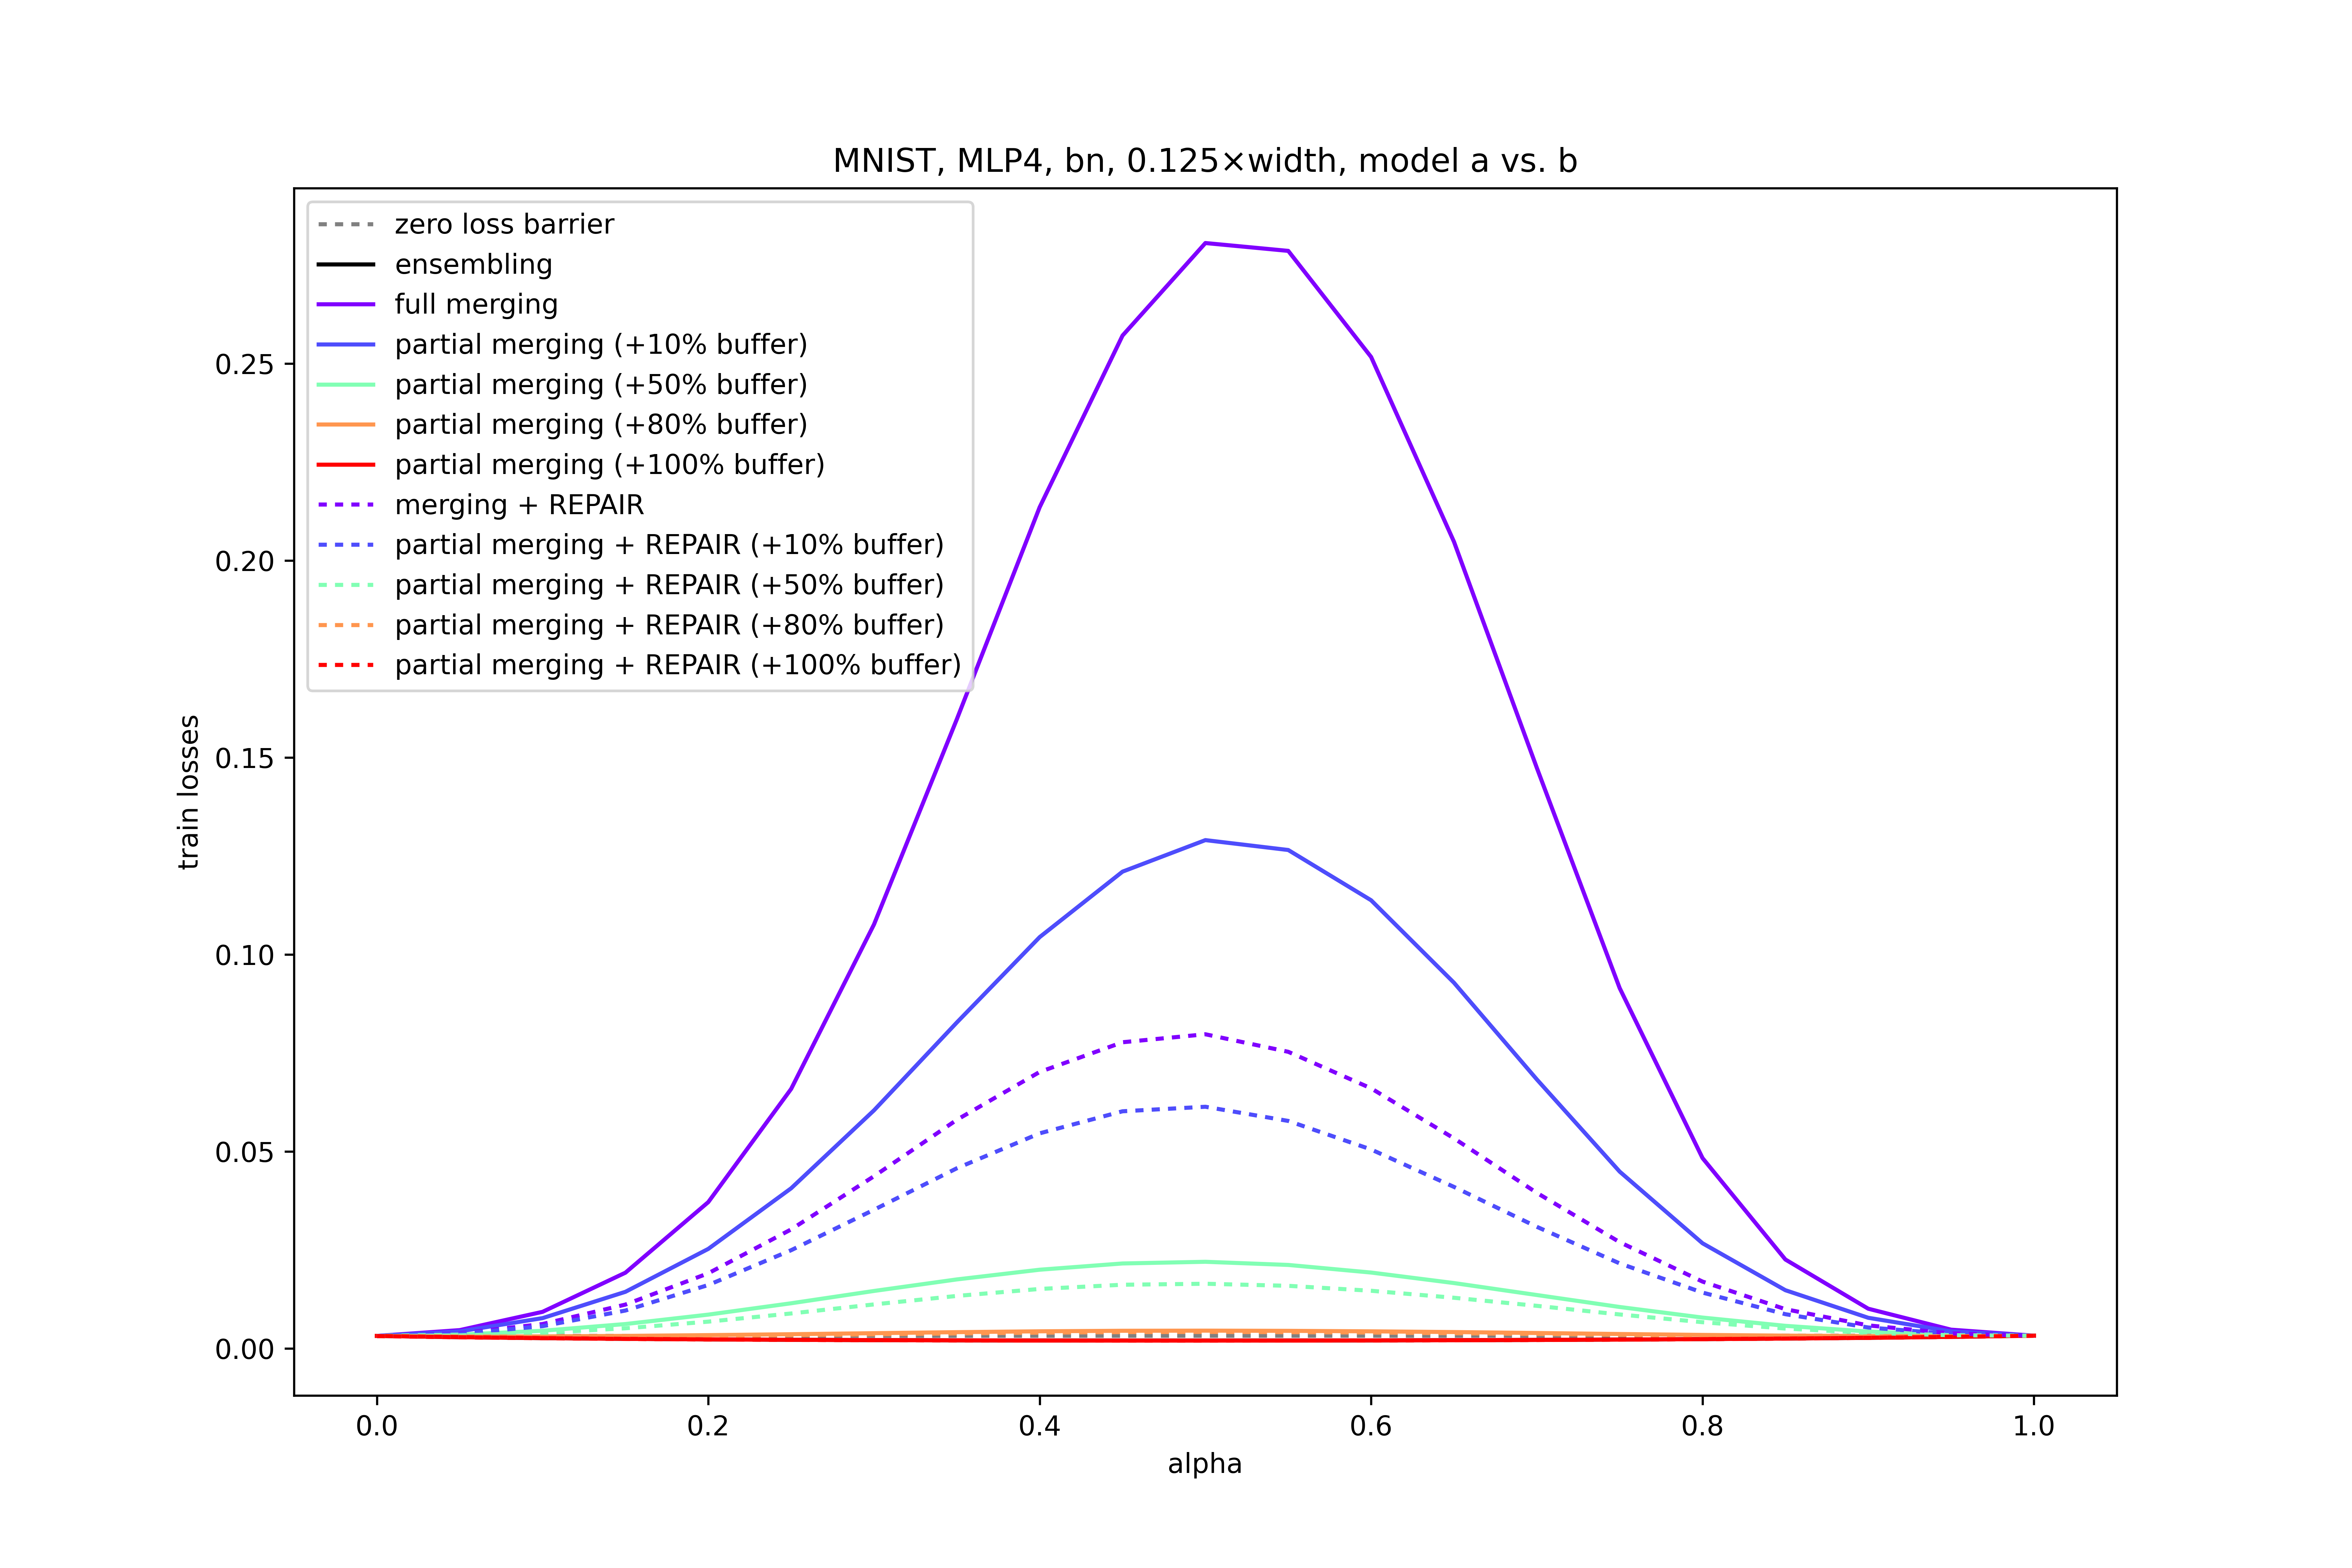 MNIST, MLP4, bn, 0.125×width, model a vs. b
zero loss barrier
ensembling
full merging
partial merging (+10% buffer)
partial merging (+50% buffer)
partial merging (+80% buffer)
partial merging (+100% buffer)
merging + REPAIR
partial merging + REPAIR (+10% buffer)
partial merging + REPAIR (+50% buffer)
partial merging + REPAIR (+80% buffer)
partial merging + REPAIR (+100% buffer)
train losses
0.25
0.20
0.15
0.10
0.05
0.00
0.0 0.2 0.4 0.6 0.8 1.0
alpha